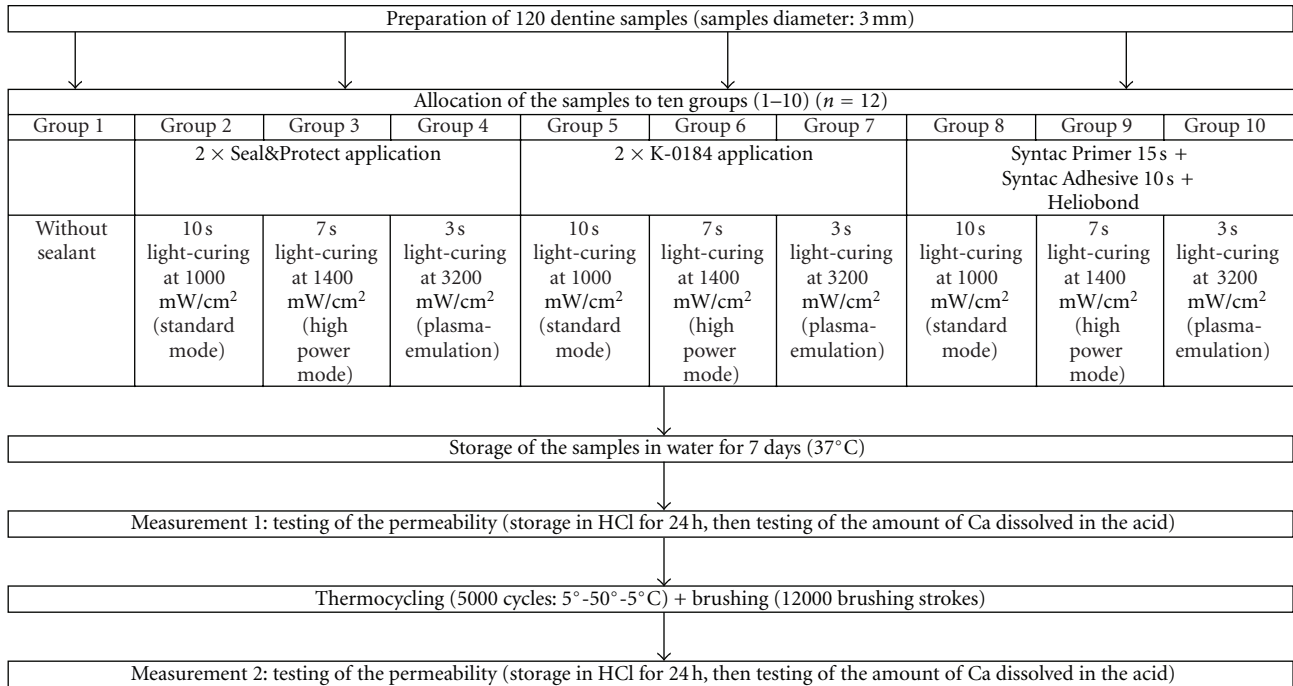 Preparation of 120 dentine samples (samples diameter: 3 mm)
Allocation of the samples to ten groups (1–10) (n = 12)
Group 1 Group 2 Group 3 Group 4 Group 5 Group 6 Group 7 Group 8 Group 9 Group 10
2 × Seal&Protect application
2 × K-0184 application
Syntac Primer 15 s +
Syntac Adhesive 10 s +
Heliobond
Without
sealant
10 s
light-curing
at 1000
mW/cm²
(standard
mode)
7 s
light-curing
at 1400
mW/cm²
(high
power
mode)
3 s
light-curing
at 3200
mW/cm²
(plasma-
emulation)
10 s
light-curing
at 1000
mW/cm²
(standard
mode)
7 s
light-curing
at 1400
mW/cm²
(high
power
mode)
3 s
light-curing
at 3200
mW/cm²
(plasma-
emulation)
10 s
light-curing
at 1000
mW/cm²
(standard
mode)
7 s
light-curing
at 1400
mW/cm²
(high
power
mode)
3 s
light-curing
at 3200
mW/cm²
(plasma-
emulation)
Storage of the samples in water for 7 days (37°C)
Measurement 1: testing of the permeability (storage in HCl for 24 h, then testing of the amount of Ca dissolved in the acid)
Thermocycling (5000 cycles: 5°-50°-5°C) + brushing (12000 brushing strokes)
Measurement 2: testing of the permeability (storage in HCl for 24 h, then testing of the amount of Ca dissolved in the acid)